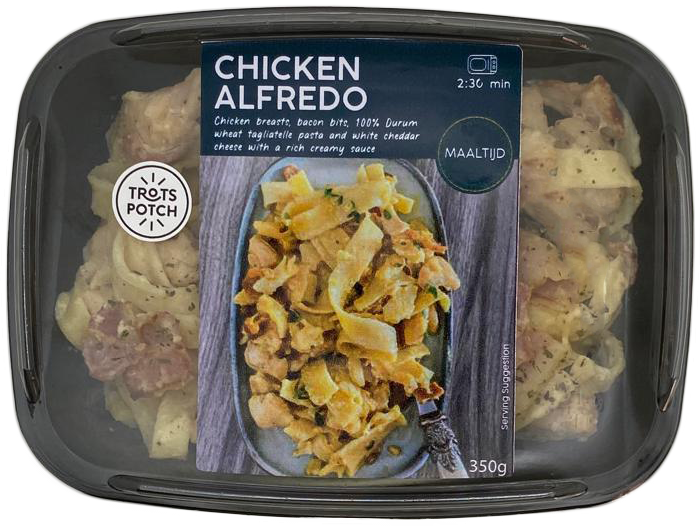 CHICKEN
ALFREDO
Chicken breasts, bacon bits, 100% Durum
wheat tagliatelle pasta and white cheddar
cheese with a rich creamy sauce
2:30 min
MAALTIJD
TROTS
POTCH
Serving Suggestion
350g